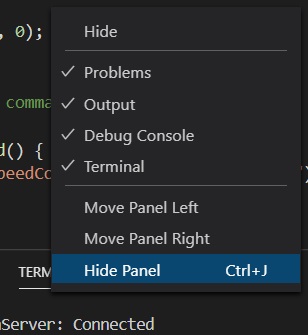 , 0);
Hide
Problems
comma
Output
Debug Console
d() {
Terminal
peedCo
Move Panel Left
Move Panel Right
TERM
Hide Panel Ctrl+J
Server: Connected